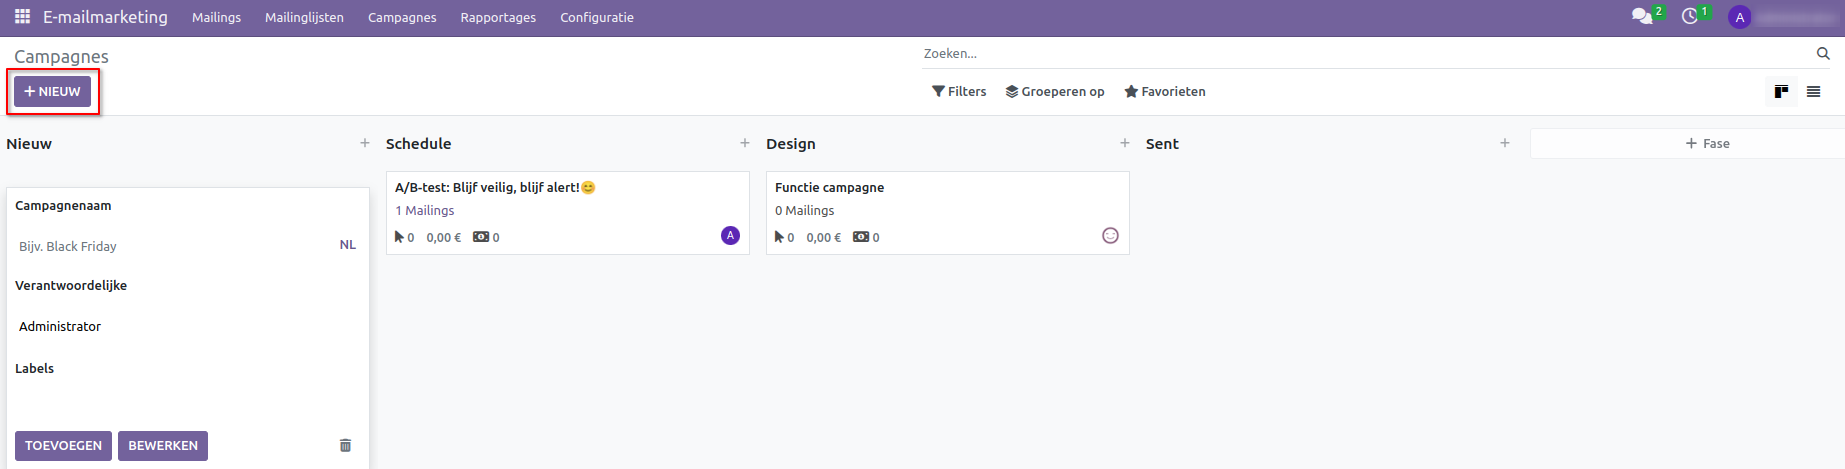 E-mailmarketing Mailings Mailinglijsten Campagnes Rapportages Configuratie 2 1 A
Campagnes
Zoeken...
NIEUW
Filters Groeperen op Favorieten
Nieuw + Schedule + Design + Sent + + Fase
Campagnenaam
Bijv. Black Friday NL
Verantwoordelijke
Administrator
Labels
TOEVOEGEN BEWERKEN
A/B-test: Blijf veilig, blijf alert!😊
1 Mailings
0 0,00 € 0 A
Functie campagne
0 Mailings
0 0,00 € 0